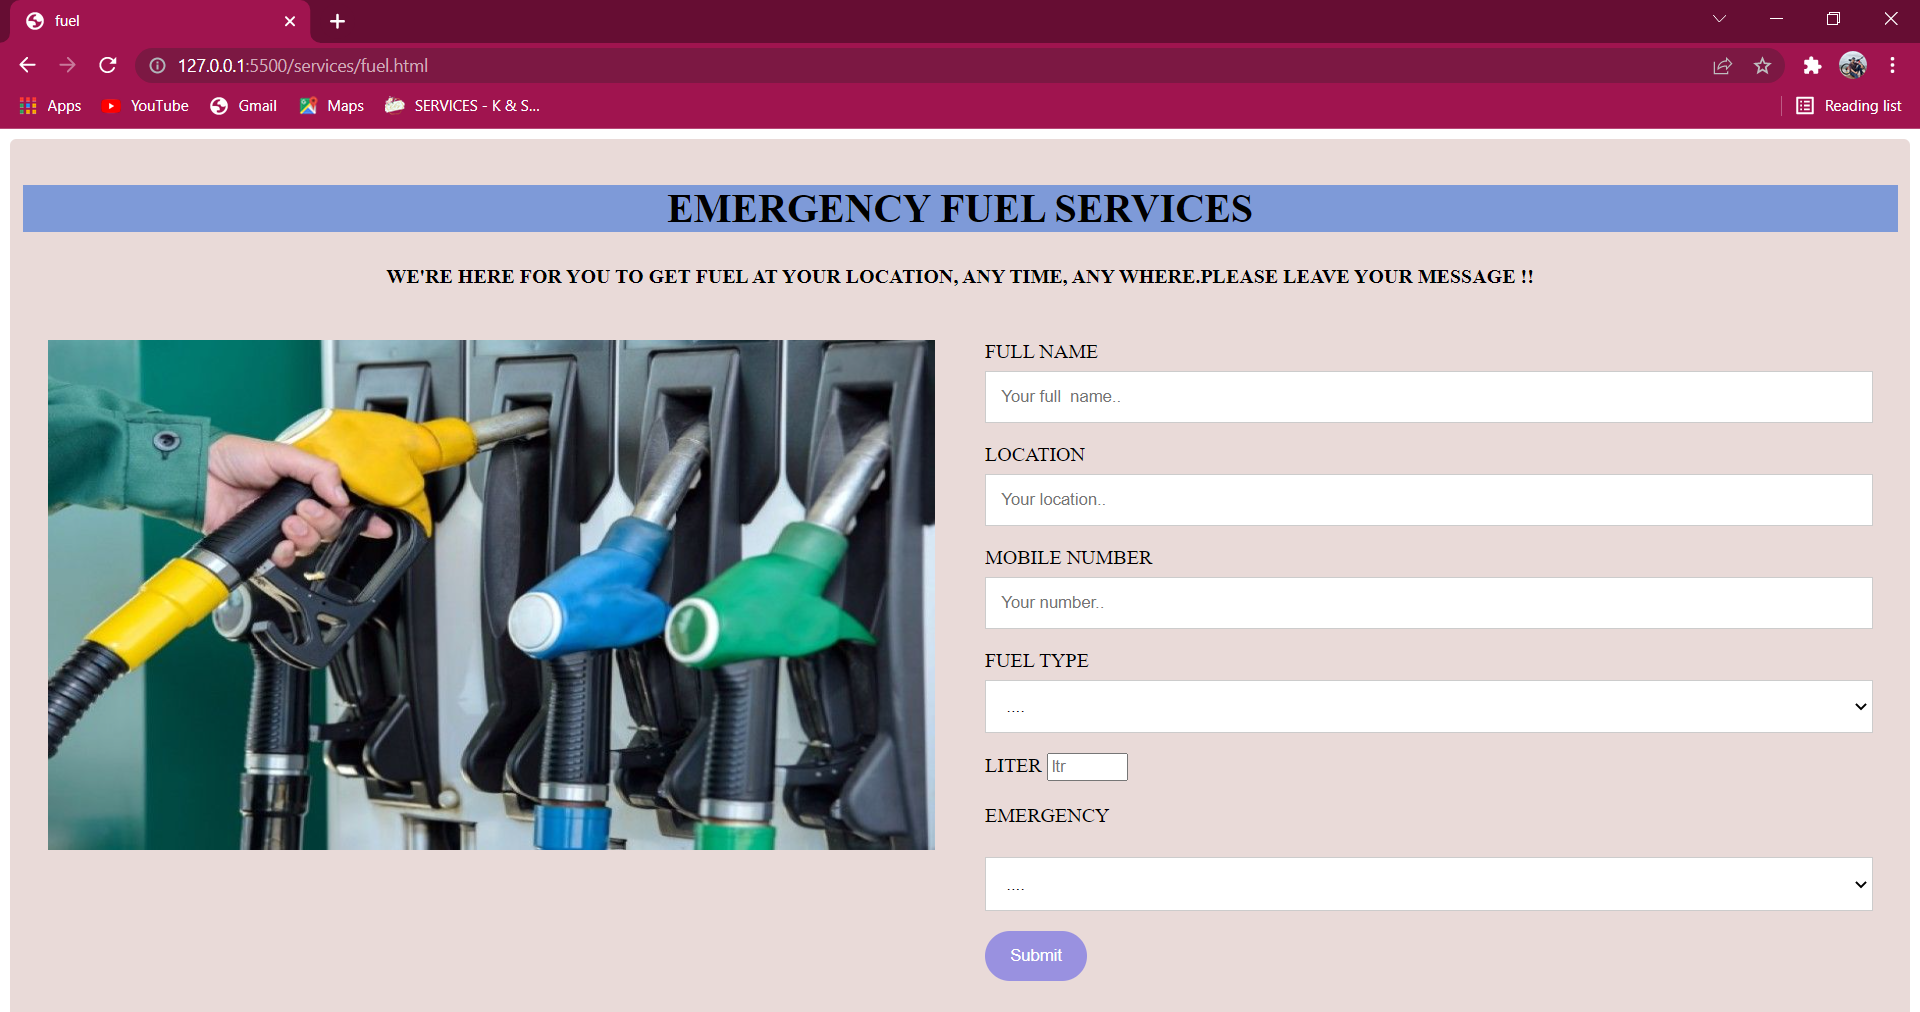 fuel
127.0.0.1:5500/services/fuel.html
Apps YouTube Gmail Maps SERVICES - K & S... Reading list
EMERGENCY FUEL SERVICES
WE'RE HERE FOR YOU TO GET FUEL AT YOUR LOCATION, ANY TIME, ANY WHERE.PLEASE LEAVE YOUR MESSAGE !!
FULL NAME
Your full  name..
LOCATION
Your location..
MOBILE NUMBER
Your number..
FUEL TYPE
....
LITER ltr
EMERGENCY
....
Submit